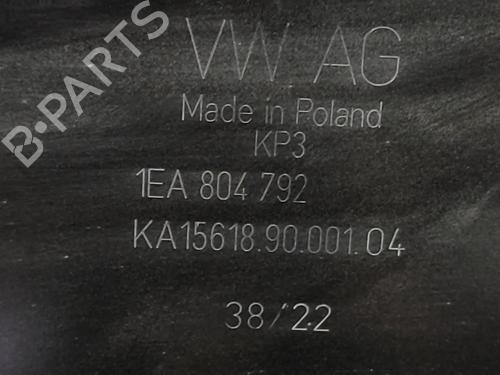 B-PARTS
VW AG
Made in Poland
KP3
1EA 804 792
KA15618.90.001.04
38/22